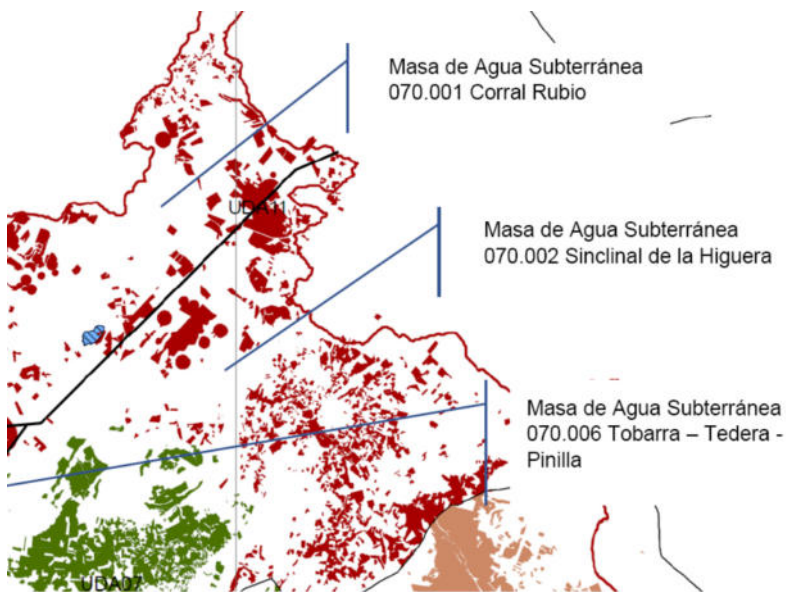 Masa de Agua Subterránea
070.001 Corral Rubio
UDA11
Masa de Agua Subterránea
070.002 Sinclinal de la Higuera
Masa de Agua Subterránea
070.006 Tobarra – Tedera -
Pinilla
UDA07